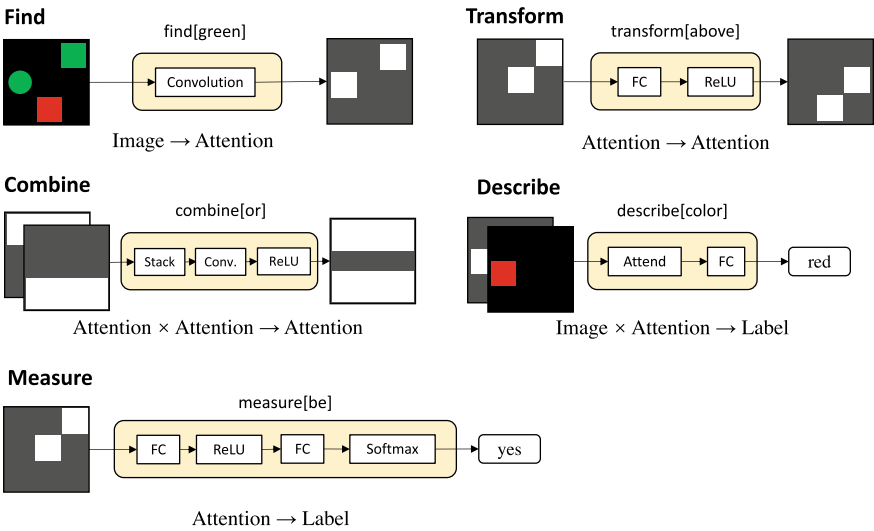 Find
find[green]
Convolution
Image → Attention
Transform
transform[above]
FC
ReLU
Attention → Attention
Combine
combine[or]
Stack
Conv.
ReLU
Attention × Attention → Attention
Describe
describe[color]
Attend
FC
red
Image × Attention → Label
Measure
measure[be]
FC
ReLU
FC
Softmax
yes
Attention → Label